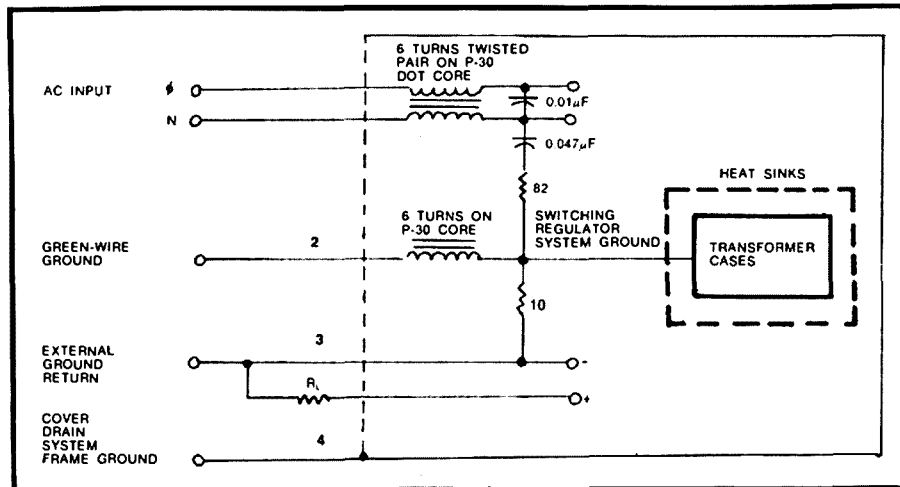 6 TURNS TWISTED
PAIR ON P-30
DOT CORE
AC INPUT
ϕ
N
0.01µF
0.047µF
82
HEAT SINKS
6 TURNS ON
P-30 CORE
SWITCHING
REGULATOR
SYSTEM GROUND
TRANSFORMER
CASES
GREEN-WIRE
GROUND
2
10
EXTERNAL
GROUND
RETURN
3
-
RL
+
COVER
DRAIN
SYSTEM
FRAME GROUND
4